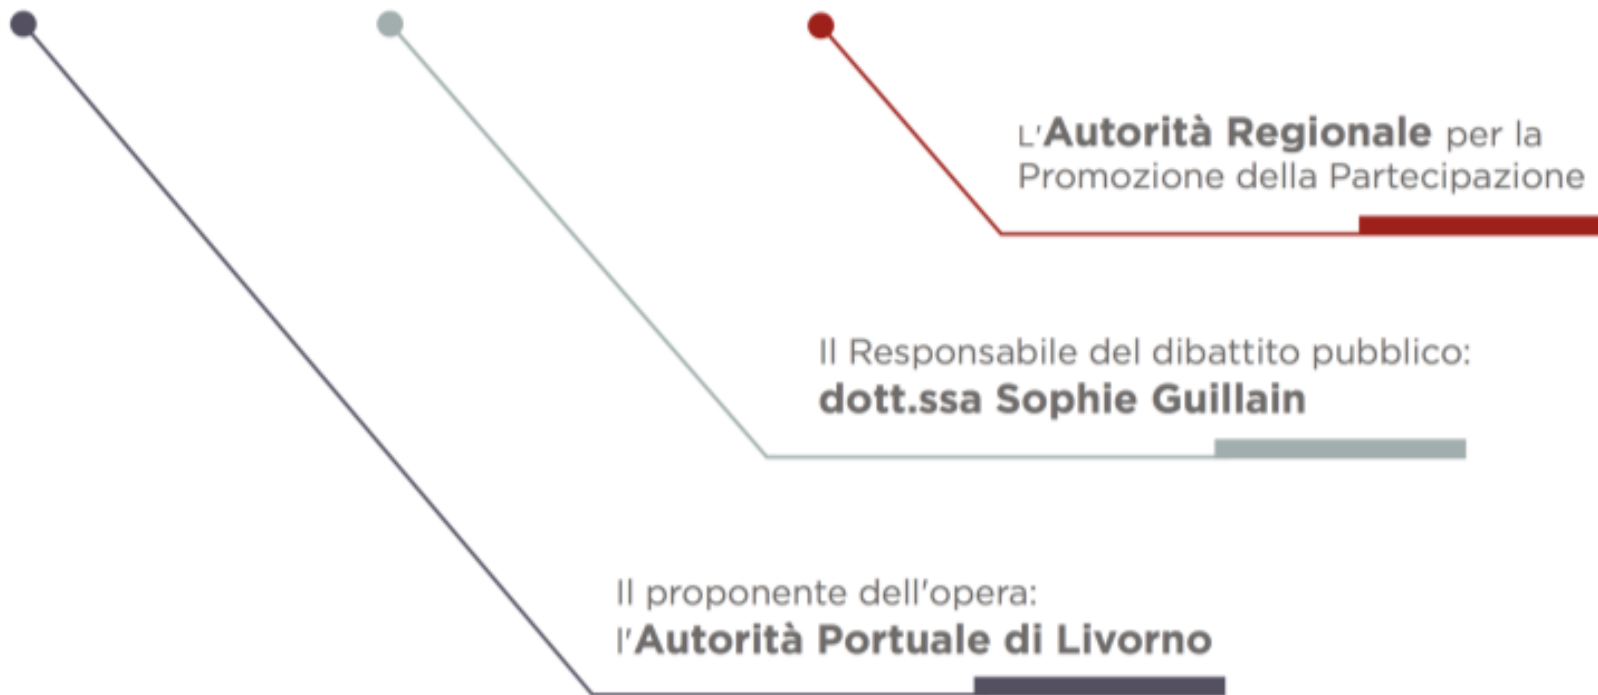 L'Autorità Regionale per la
Promozione della Partecipazione
Il Responsabile del dibattito pubblico:
dott.ssa Sophie Guillain
Il proponente dell'opera:
l'Autorità Portuale di Livorno